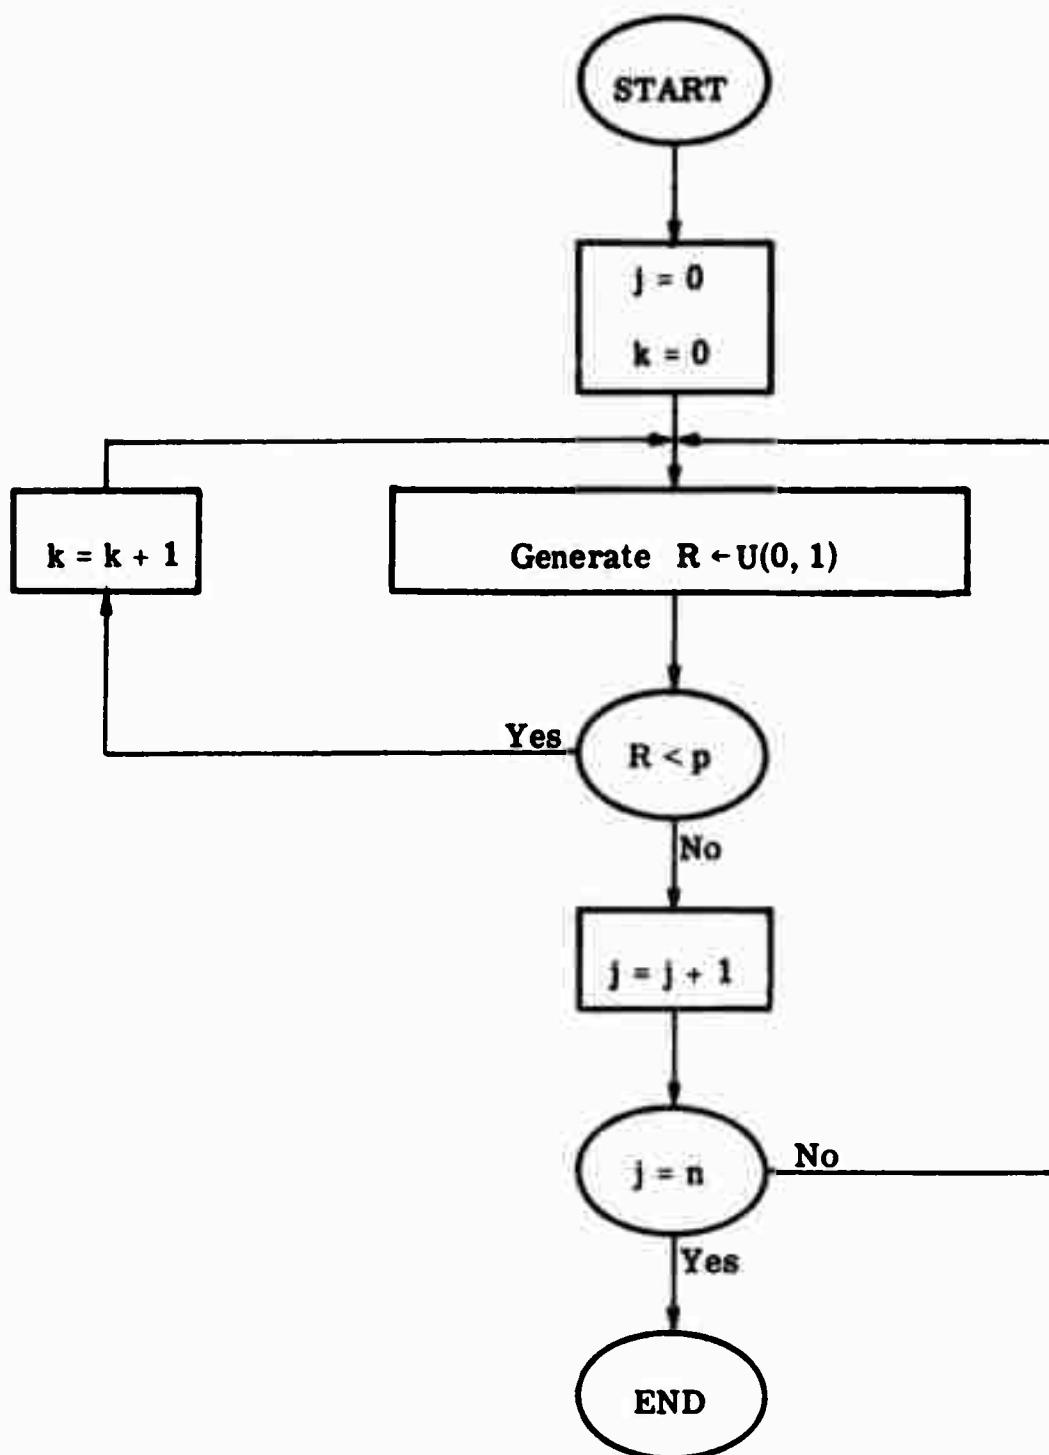 START
j = 0
k = 0
k = k + 1
Generate R ← U(0, 1)
Yes
R < p
No
j = j + 1
j = n
No
Yes
END